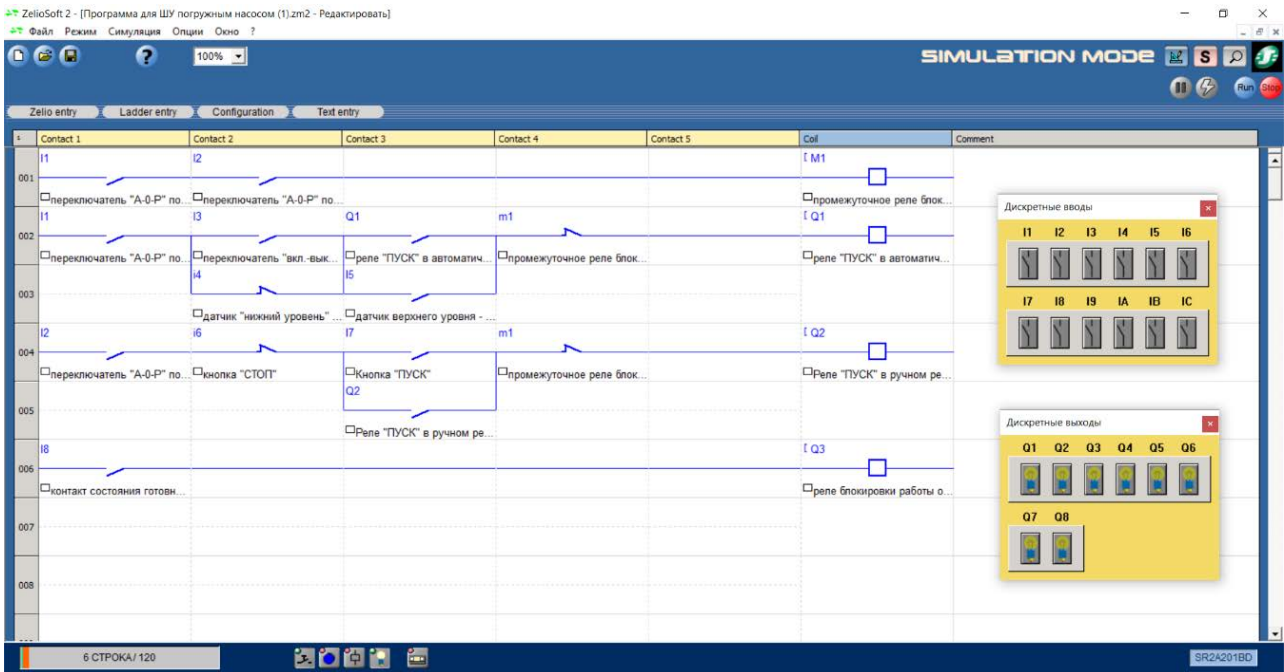 ZelioSoft 2 - [Программа для ШУ погружным насосом (1).zm2 - Редактировать]
Файл Режим Симуляция Опции Окно ?
100%
SIMULATION MODE
S
Run
Stop
Zelio entry Ladder entry Configuration Text entry
Contact 1 Contact 2 Contact 3 Contact 4 Contact 5 Coil Comment
I1 I2 [ M1
001
переключатель "А-0-Р" по... переключатель "А-0-Р" по... промежуточное реле блок...
I1 I3 Q1 m1 [ Q1
002
переключатель "А-0-Р" по... переключатель "вкл.-вык... реле "ПУСК" в автоматич... промежуточное реле блок... реле "ПУСК" в автоматич...
i4 I5
003
датчик "нижний уровень" ... датчик верхнего уровня - ...
I2 i6 I7 m1 [ Q2
004
переключатель "А-0-Р" по... кнопка "СТОП" Кнопка "ПУСК" промежуточное реле блок... Реле "ПУСК" в ручном ре...
Q2
005
Реле "ПУСК" в ручном ре...
I8 [ Q3
006
контакт состояния готовн... реле блокировки работы о...
007
008
Дискретные вводы
I1 I2 I3 I4 I5 I6
I7 I8 I9 IA IB IC
Дискретные выходы
Q1 Q2 Q3 Q4 Q5 Q6
Q7 Q8
6 СТРОКА/ 120
SR2A201BD